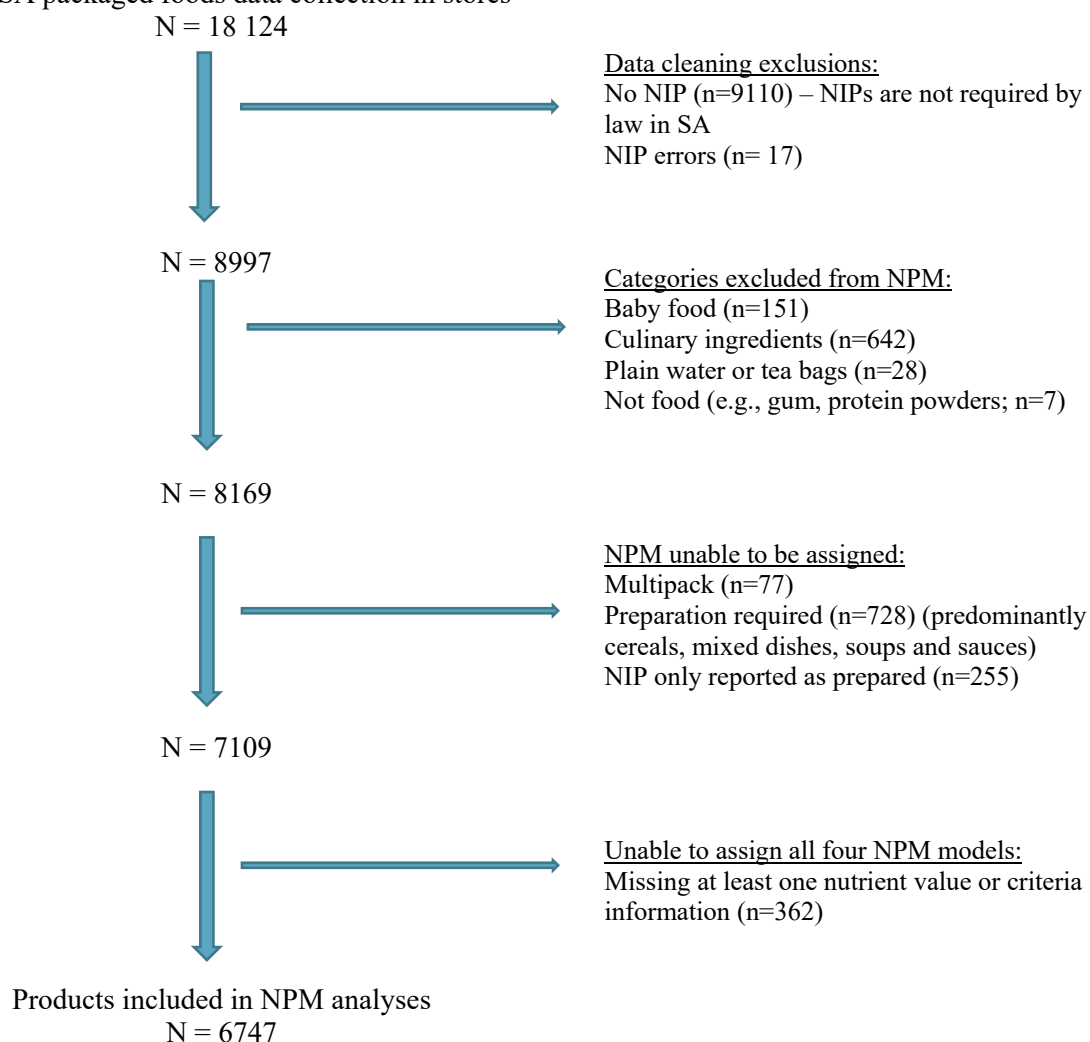 SA packaged foods data collection in stores
N = 18 124
Data cleaning exclusions:
No NIP (n=9110) – NIPs are not required by
law in SA
NIP errors (n= 17)
N = 8997
Categories excluded from NPM:
Baby food (n=151)
Culinary ingredients (n=642)
Plain water or tea bags (n=28)
Not food (e.g., gum, protein powders; n=7)
N = 8169
NPM unable to be assigned:
Multipack (n=77)
Preparation required (n=728) (predominantly
cereals, mixed dishes, soups and sauces)
NIP only reported as prepared (n=255)
N = 7109
Unable to assign all four NPM models:
Missing at least one nutrient value or criteria
information (n=362)
Products included in NPM analyses
N = 6747